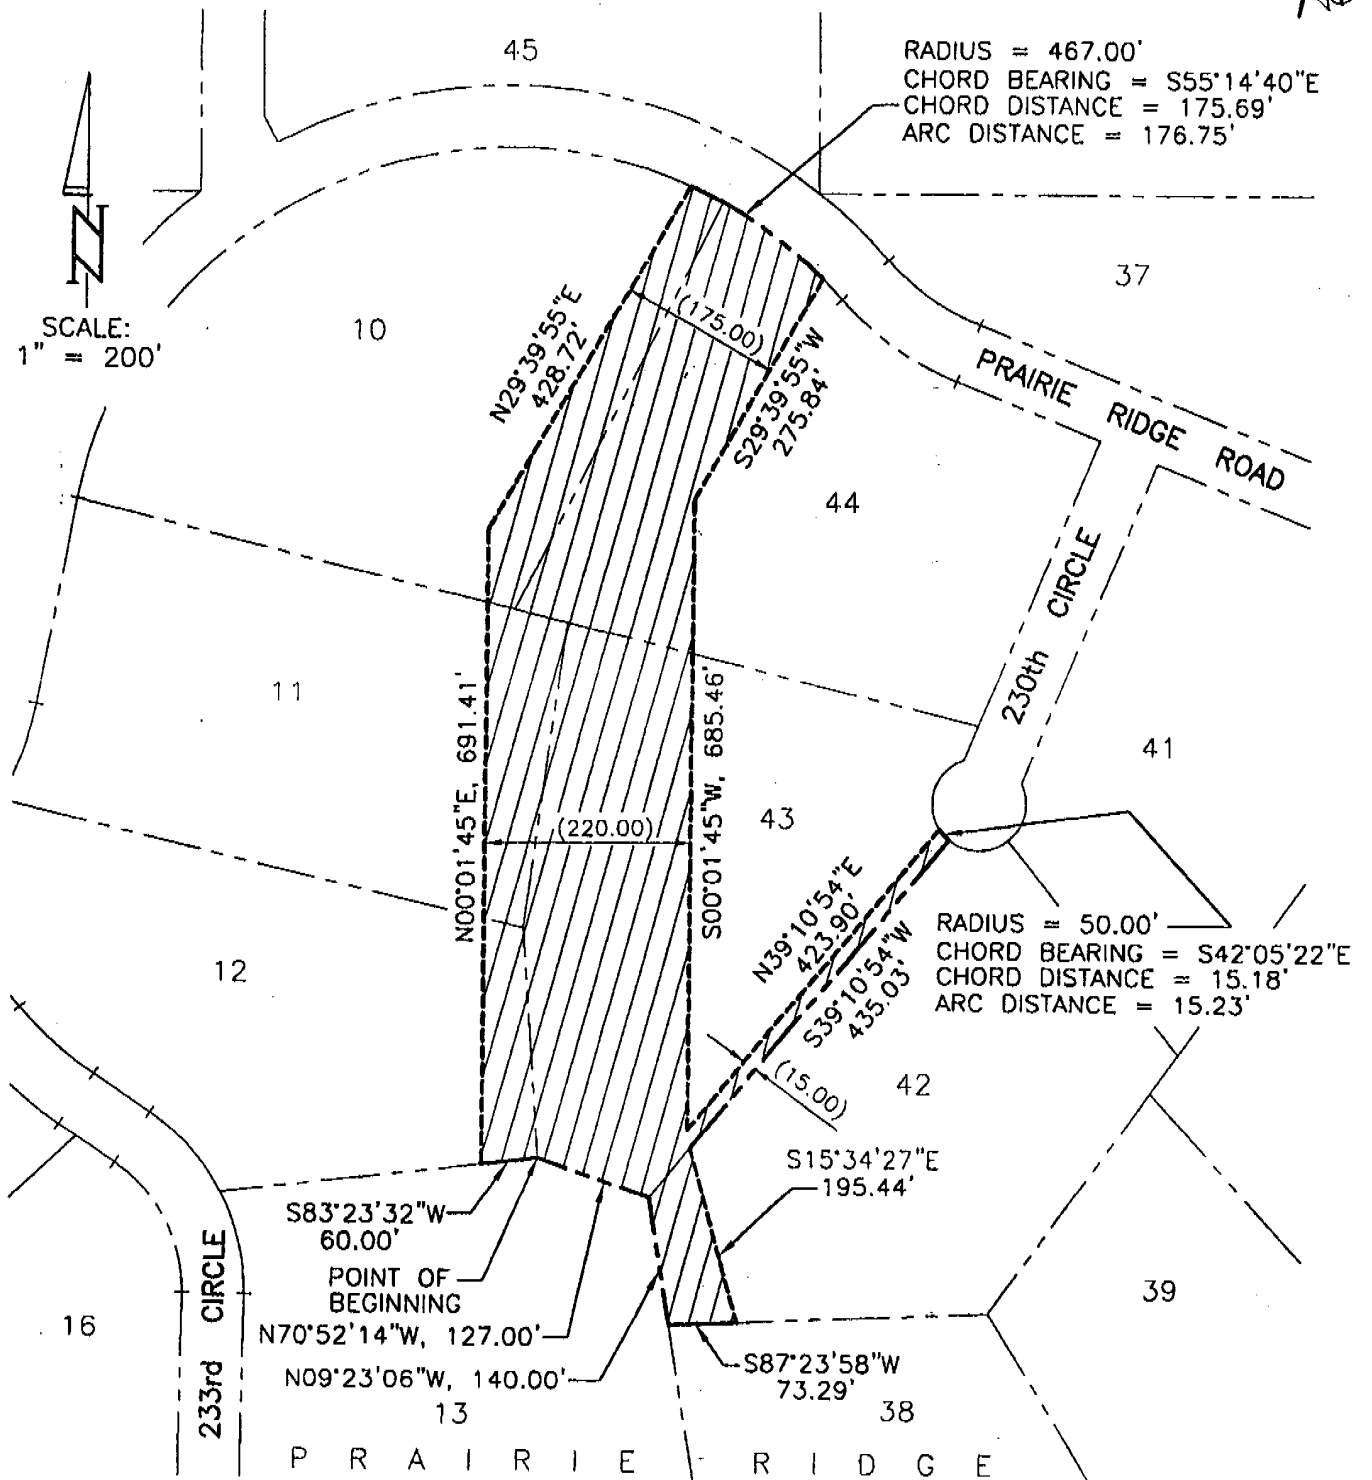 45
RADIUS = 467.00'
CHORD BEARING = S55°14'40"E
CHORD DISTANCE = 175.69'
ARC DISTANCE = 176.75'
N
SCALE:
1" = 200'
10
37
N29°39'55"E
428.72'
(175.00)
S29°39'55"W
275.84'
PRAIRIE RIDGE ROAD
44
230th CIRCLE
11
N00°01'45"E, 691.41'
S00°01'45"W, 685.46'
41
(220.00)
43
12
N39°10'54"E
423.90'
S39°10'54"W
435.03'
RADIUS = 50.00'
CHORD BEARING = S42°05'22"E
CHORD DISTANCE = 15.18'
ARC DISTANCE = 15.23'
(15.00)
42
S15°34'27"E
195.44'
S83°23'32"W
60.00'
POINT OF
BEGINNING
N70°52'14"W, 127.00'
N09°23'06"W, 140.00'
S87°23'58"W
73.29'
16
233rd CIRCLE
39
13
38
PRAIRIE RIDGE